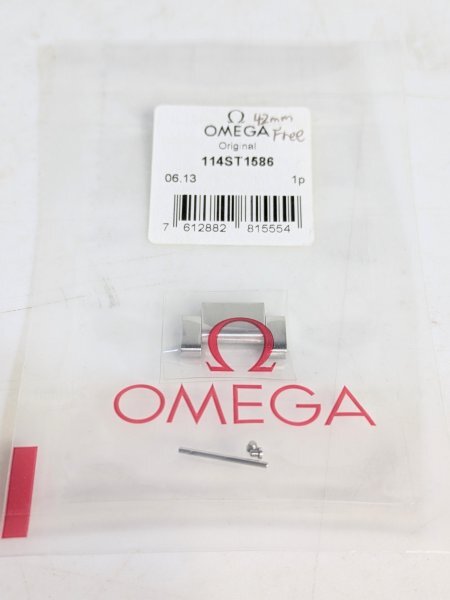 Ω 42mm
OMEGA Free
Original
114ST1586
06.13 1p
7 612882 815554
Ω
OMEGA